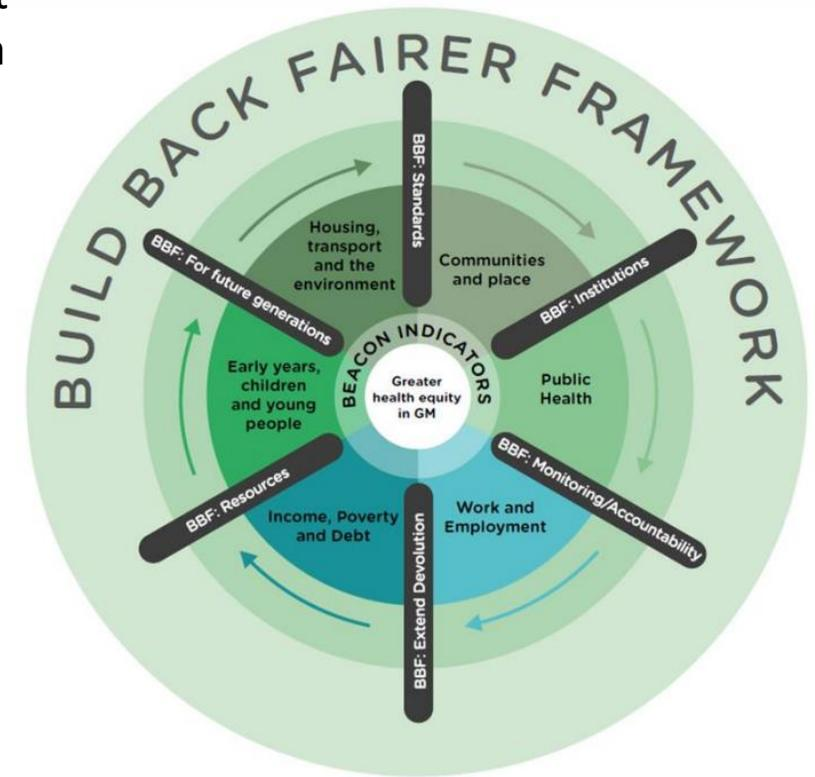 BUILD BACK FAIRER FRAMEWORK
BBF: Standards
Housing,
transport
and the
environment
Communities
and place
BBF: For future generations
BBF: Institutions
BEACON INDICATORS
Early years,
children
and young
people
Greater
health equity
in GM
Public
Health
BBF: Resources
BBF: Monitoring/Accountability
Income, Poverty
and Debt
Work and
Employment
BBF: Extend Devolution